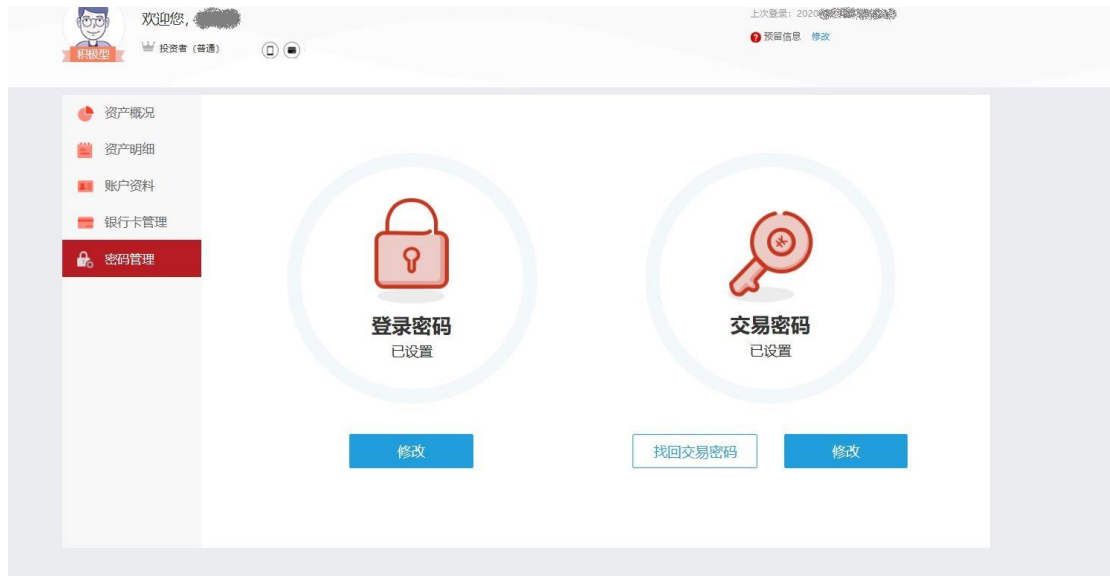 欢迎您,
上次登录：2020
积极型
投资者（普通）
预留信息 修改
资产概况
资产明细
账户资料
银行卡管理
密码管理
登录密码
已设置
修改
交易密码
已设置
找回交易密码
修改